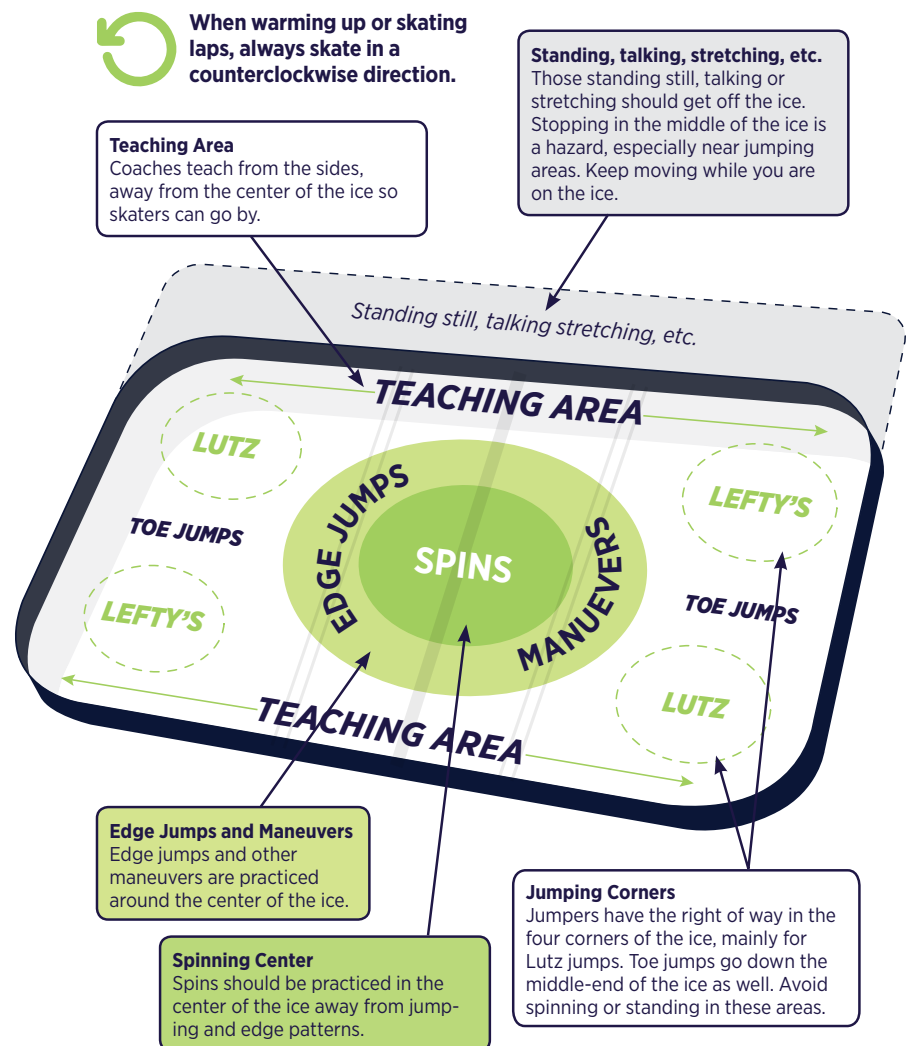 When warming up or skating
laps, always skate in a
counterclockwise direction.
Standing, talking, stretching, etc.
Those standing still, talking or
stretching should get off the ice.
Stopping in the middle of the ice is
a hazard, especially near jumping
areas. Keep moving while you are
on the ice.
Teaching Area
Coaches teach from the sides,
away from the center of the ice so
skaters can go by.
Standing still, talking stretching, etc.
TEACHING AREA
LUTZ
LEFTY'S
EDGE JUMPS
SPINS
MANUEVERS
TOE JUMPS
TOE JUMPS
LEFTY'S
LUTZ
TEACHING AREA
Edge Jumps and Maneuvers
Edge jumps and other
maneuvers are practiced
around the center of the ice.
Spinning Center
Spins should be practiced in the
center of the ice away from jump-
ing and edge patterns.
Jumping Corners
Jumpers have the right of way in the
four corners of the ice, mainly for
Lutz jumps. Toe jumps go down the
middle-end of the ice as well. Avoid
spinning or standing in these areas.